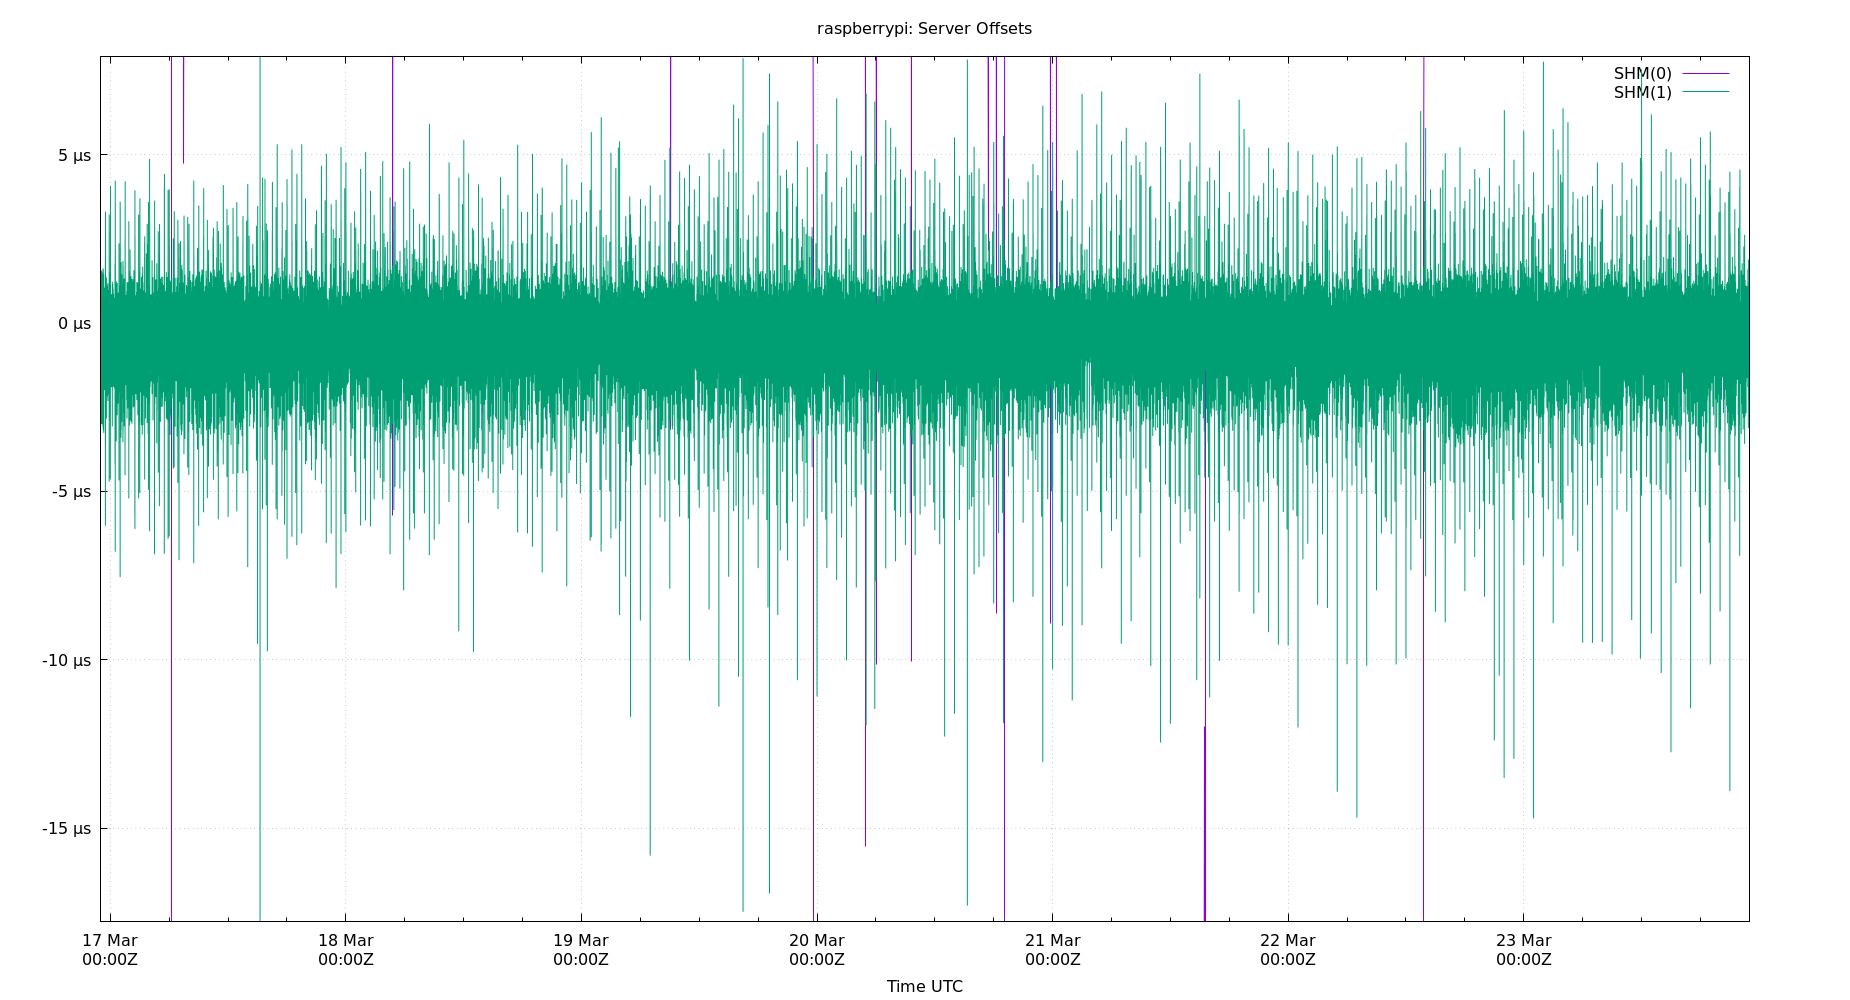 raspberrypi: Server Offsets
SHM(0)
SHM(1)
5 µs
0 µs
-5 µs
-10 µs
-15 µs
17 Mar 18 Mar 19 Mar 20 Mar 21 Mar 22 Mar 23 Mar
00:00Z 00:00Z 00:00Z 00:00Z 00:00Z 00:00Z 00:00Z
Time UTC